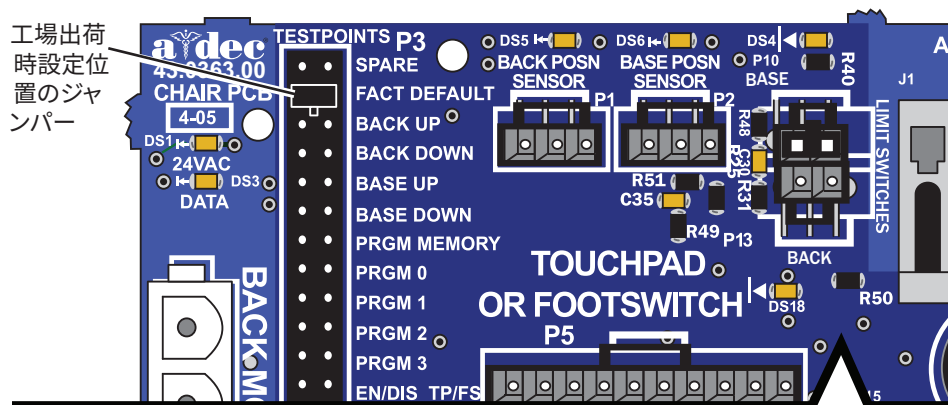 工場出荷
時設定位
置のジャ
ンパー
a dec
43.0363.00
CHAIR PCB
4-05
DS1
24VAC
DS3
DATA
BACK MO
TESTPOINTS P3
SPARE
FACT DEFAULT
BACK UP
BACK DOWN
BASE UP
BASE DOWN
PRGM MEMORY
PRGM 0
PRGM 1
PRGM 2
PRGM 3
EN/DIS TP/FS
DS5
BACK POSN
SENSOR
P1
DS6
BASE POSN
SENSOR
P2
DS4
P10
BASE
R40
R48
C30
R31
R51
C35
R49
P13
BACK
LIMIT SWITCHES
J1
A
TOUCHPAD
OR FOOTSWITCH
P5
DS18
R50